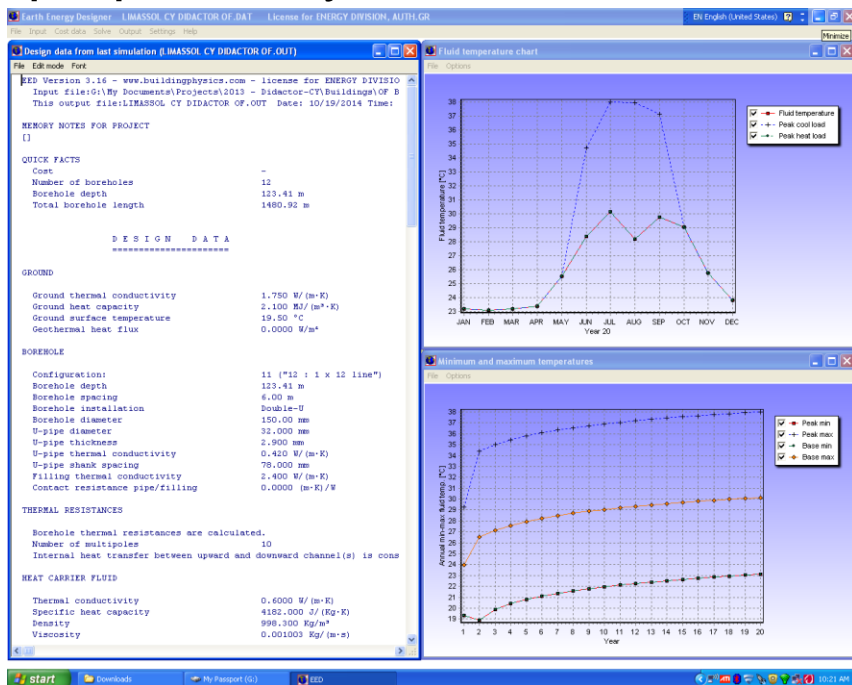 Earth Energy Designer LIMASSOL CY DIDACTOR OF.DAT License for ENERGY DIVISION, AUTH.GR
EN English (United States)
File Input Cost data Solve Output Settings Help
Minimize
Design data from last simulation (LIMASSOL CY DIDACTOR OF.OUT)
File Edit mode Font
EED Version 3.16 - www.buildingphysics.com - license for ENERGY DIVISIO
Input file:G:\My Documents\Projects\2013 - Didactor-CY\Buildings\OF B
This output file:LIMASSOL CY DIDACTOR OF.OUT Date: 10/19/2014 Time:
MEMORY NOTES FOR PROJECT
[]
QUICK FACTS
Cost -
Number of boreholes 12
Borehole depth 123.41 m
Total borehole length 1480.92 m
D E S I G N D A T A
=====================
GROUND
Ground thermal conductivity 1.750 W/(m·K)
Ground heat capacity 2.100 MJ/(m³·K)
Ground surface temperature 19.50 °C
Geothermal heat flux 0.0000 W/m²
BOREHOLE
Configuration: 11 ("12 : 1 x 12 line")
Borehole depth 123.41 m
Borehole spacing 6.00 m
Borehole installation Double-U
Borehole diameter 150.00 mm
U-pipe diameter 32.000 mm
U-pipe thickness 2.900 mm
U-pipe thermal conductivity 0.420 W/(m·K)
U-pipe shank spacing 78.000 mm
Filling thermal conductivity 2.400 W/(m·K)
Contact resistance pipe/filling 0.0000 (m·K)/W
THERMAL RESISTANCES
Borehole thermal resistances are calculated.
Number of multipoles 10
Internal heat transfer between upward and downward channel(s) is cons
HEAT CARRIER FLUID
Thermal conductivity 0.6000 W/(m·K)
Specific heat capacity 4182.000 J/(Kg·K)
Density 998.300 Kg/m³
Viscosity 0.001003 Kg/(m·s)
Fluid temperature chart
File Options
Fluid temperature [°C]
38
37
36
35
34
33
32
31
30
29
28
27
26
25
24
23
JAN FEB MAR APR MAY JUN JUL AUG SEP OCT NOV DEC
Year 20
Fluid temperature
Peak cool load
Peak heat load
Minimum and maximum temperatures
File Options
Annual min-max fluid temp. [°C]
38
37
36
35
34
33
32
31
30
29
28
27
26
25
24
23
22
21
20
19
1 2 3 4 5 6 7 8 9 10 11 12 13 14 15 16 17 18 19 20
Year
Peak min
Peak max
Base min
Base max
start
Downloads
My Passport (G:)
EED
10:21 AM